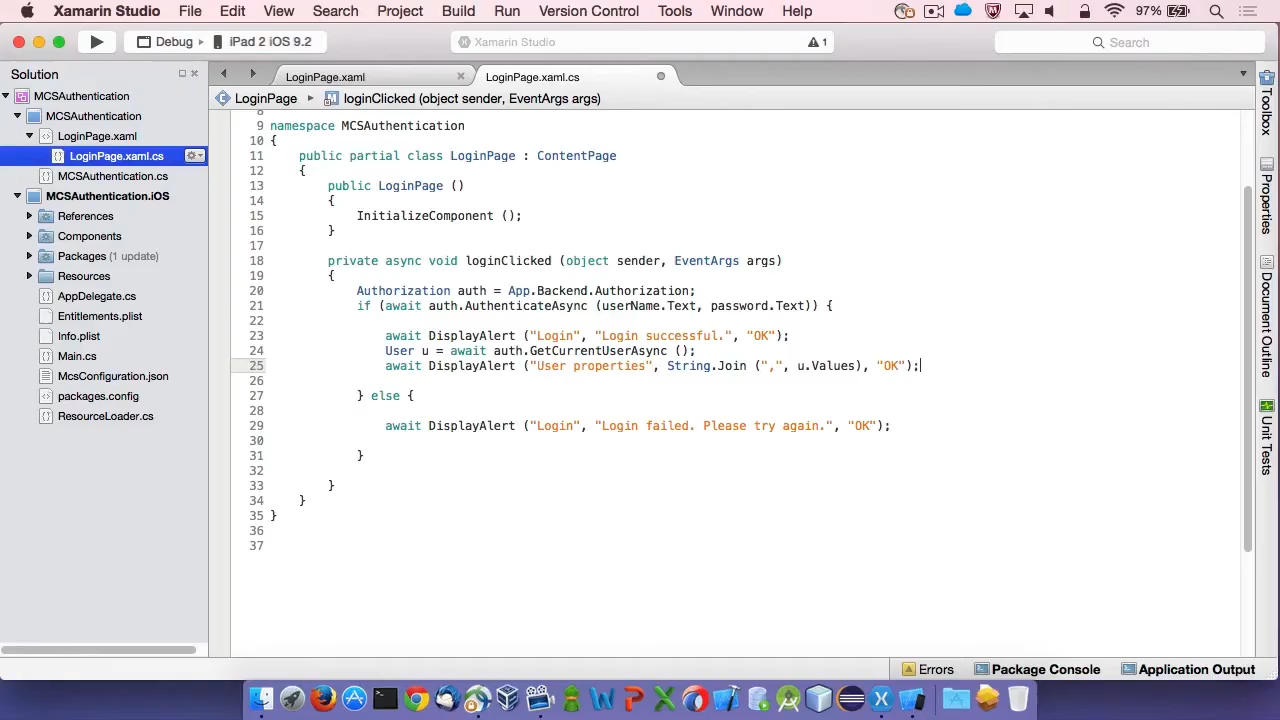 Xamarin Studio File Edit View Search Project Build Run Version Control Tools Window Help 97%
Debug iPad 2 iOS 9.2 Xamarin Studio 1 Search
Solution
LoginPage.xaml LoginPage.xaml.cs
MCSAuthentication
MCSAuthentication
LoginPage.xaml
LoginPage.xaml.cs
MCSAuthentication.cs
MCSAuthentication.iOS
References
Components
Packages (1 update)
Resources
AppDelegate.cs
Entitlements.plist
Info.plist
Main.cs
McsConfiguration.json
packages.config
ResourceLoader.cs
LoginPage loginClicked (object sender, EventArgs args)
8
9 namespace MCSAuthentication
10 {
11 public partial class LoginPage : ContentPage
12 {
13 public LoginPage ()
14 {
15 InitializeComponent ();
16 }
17
18 private async void loginClicked (object sender, EventArgs args)
19 {
20 Authorization auth = App.Backend.Authorization;
21 if (await auth.AuthenticateAsync (userName.Text, password.Text)) {
22
23 await DisplayAlert ("Login", "Login successful.", "OK");
24 User u = await auth.GetCurrentUserAsync ();
25 await DisplayAlert ("User properties", String.Join (",", u.Values), "OK");
26
27 } else {
28
29 await DisplayAlert ("Login", "Login failed. Please try again.", "OK");
30
31 }
32
33 }
34 }
35 }
36
37
Toolbox
Properties
Document Outline
Unit Tests
Errors Package Console Application Output